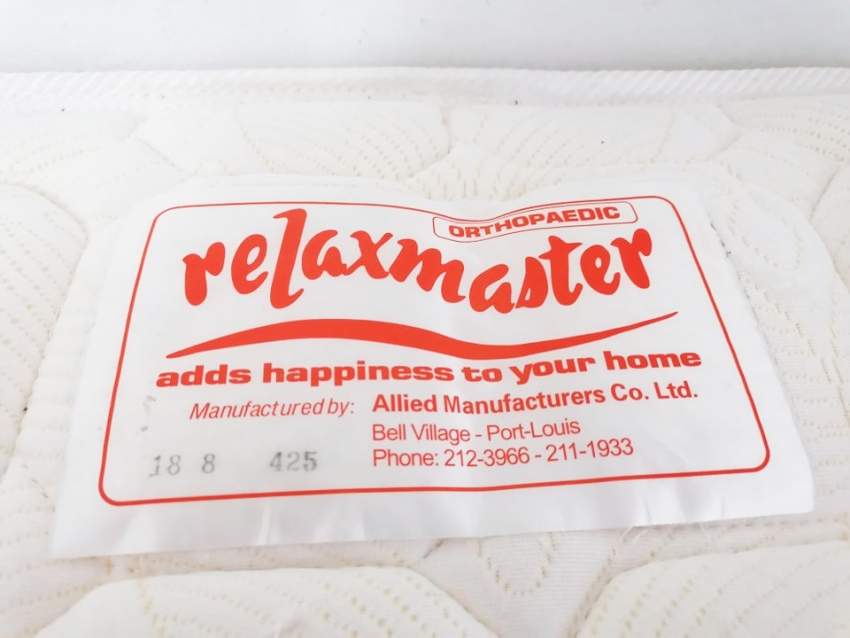 ORTHOPAEDIC
relaxmaster
adds happiness to your home
Manufactured by: Allied Manufacturers Co. Ltd.
Bell Village - Port-Louis
Phone: 212-3966 - 211-1933
18 8 425